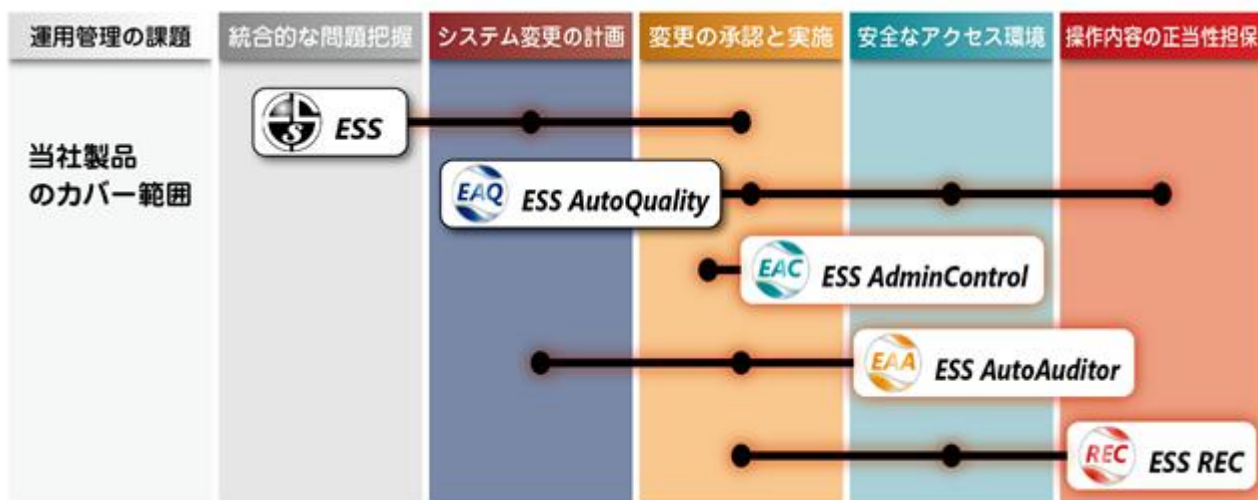 運用管理の課題
統合的な問題把握
システム変更の計画
変更の承認と実施
安全なアクセス環境
操作内容の正当性担保
当社製品
のカバー範囲
S ESS
EAQ ESS AutoQuality
EAC ESS AdminControl
EAA ESS AutoAuditor
REC ESS REC